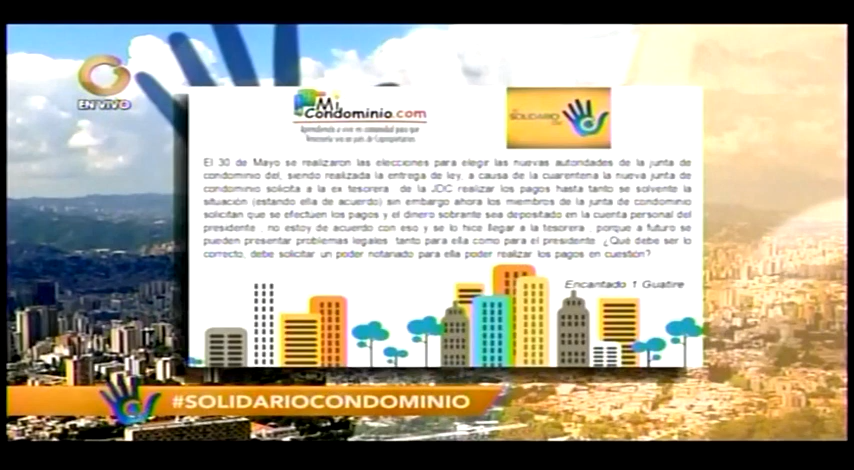 EN VIVO
Mi
Condominio.com
Aprendiendo a vivir en comunidad para que
Venezuela sea un país de Copropietarios
SOLIDARIO
El 30 de Mayo se realizaron las elecciones para elegir las nuevas autoridades de la junta de
condominio del, siendo realizada la entrega de ley, a causa de la cuarentena la nueva junta de
condominio solicita a la ex tesorera de la JDC realizar los pagos hasta tanto se solvente la
situación (estando ella de acuerdo) sin embargo ahora los miembros de la junta de condominio
solicitan que se efectuen los pagos y el dinero sobrante sea depositado en la cuenta personal del
presidente , no estoy de acuerdo con eso y se lo hice llegar a la tesorera , porque a futuro se
se pueden presentar problemas legales tanto para ella como para el presidente ¿Qué debe ser lo
correcto, debe solicitar un poder notariado para ella poder realizar los pagos en cuestión?
Encantado 1 Guatire
#SOLIDARIOCONDOMINIO